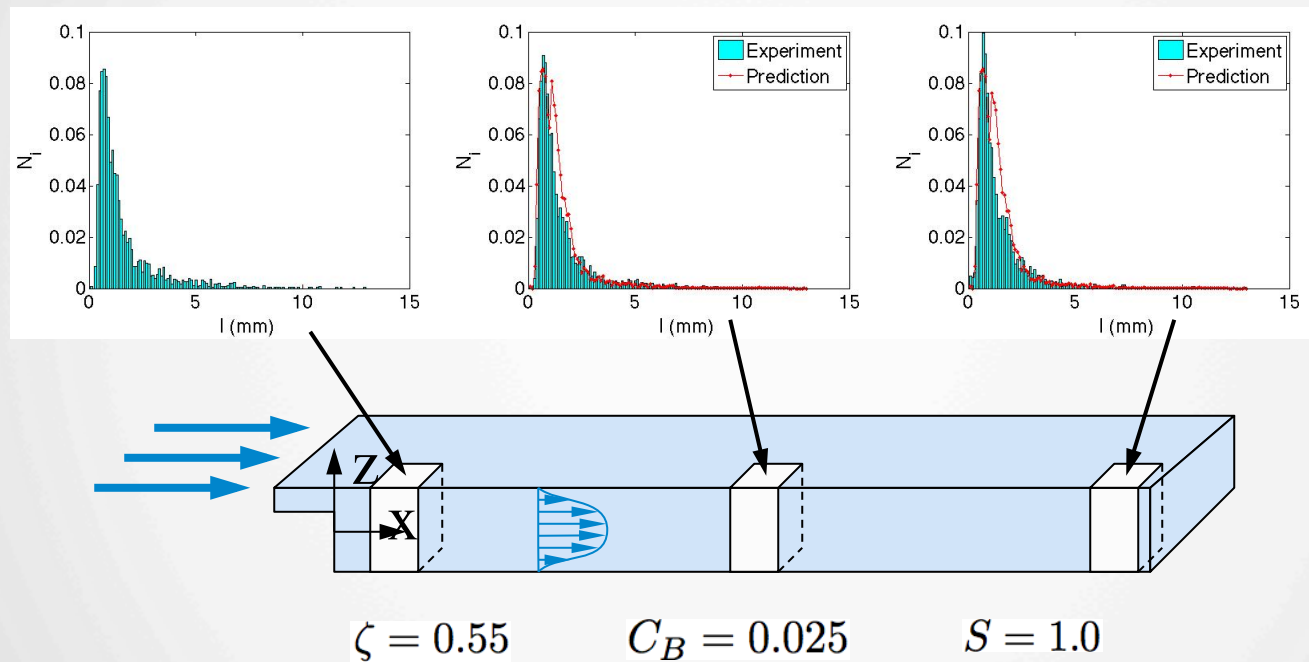 0.1
0.08
0.06
0.04
0.02
0
N_i
0 5 10 15
l (mm)
0.1
0.08
0.06
0.04
0.02
0
N_i
0 5 10 15
l (mm)
Experiment
Prediction
0.1
0.08
0.06
0.04
0.02
0
N_i
0 5 10 15
l (mm)
Experiment
Prediction
Z
X
ζ = 0.55
C_B = 0.025
S = 1.0